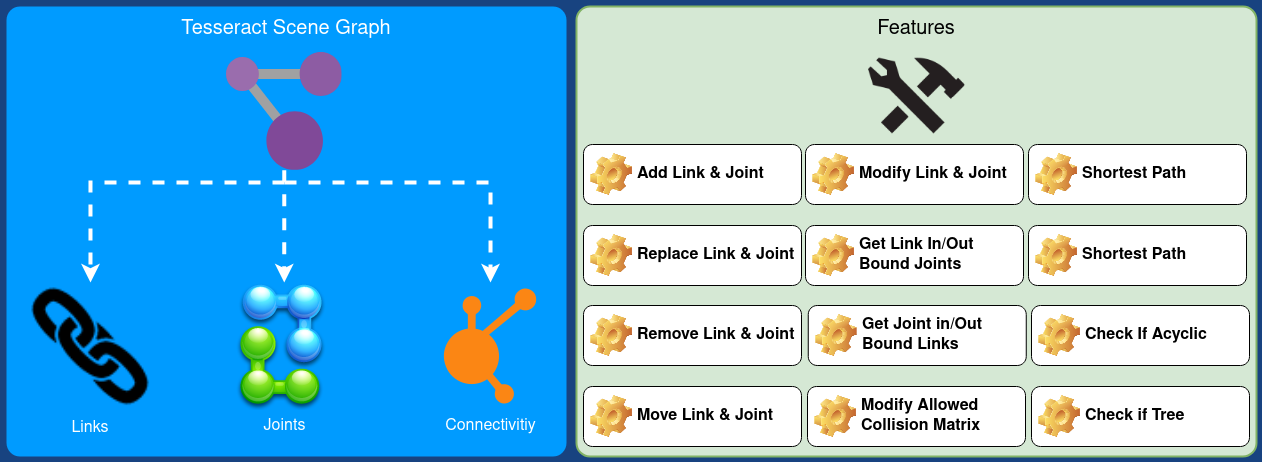 Tesseract Scene Graph
Links
Joints
Connectivitiy
Features
Add Link & Joint
Modify Link & Joint
Shortest Path
Replace Link & Joint
Get Link In/Out
Bound Joints
Shortest Path
Remove Link & Joint
Get Joint in/Out
Bound Links
Check If Acyclic
Move Link & Joint
Modify Allowed
Collision Matrix
Check if Tree